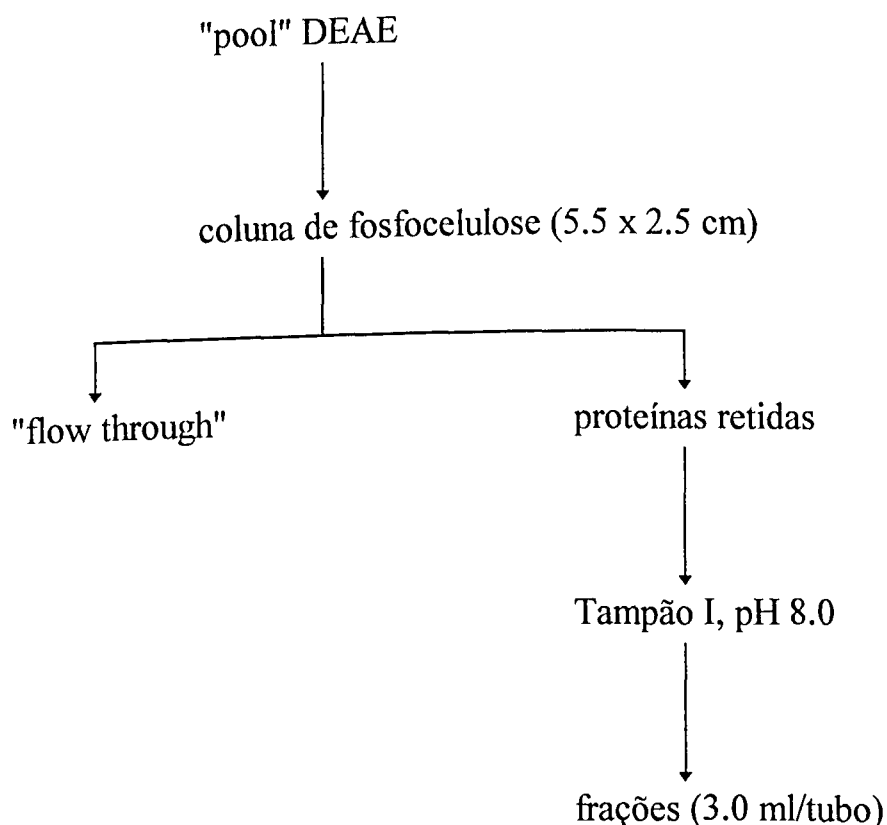 "pool" DEAE
coluna de fosfocelulose (5.5 x 2.5 cm)
"flow through"
proteínas retidas
Tampão I, pH 8.0
frações (3.0 ml/tubo)